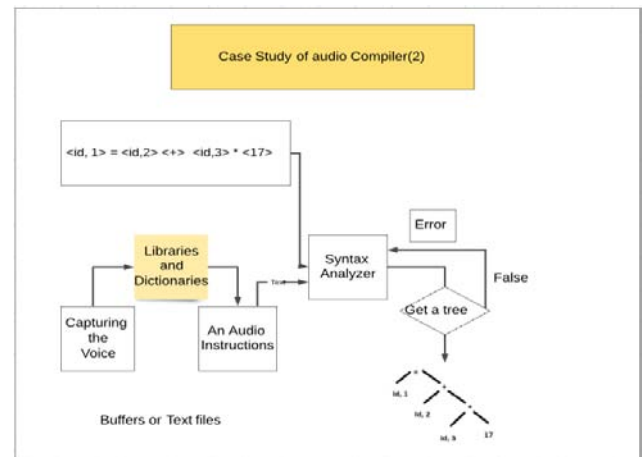 Case Study of audio Compiler(2)
<id, 1> = <id,2> <+> <id,3> * <17>
Error
Libraries
and
Dictionaries
Syntax
Analyzer
False
Text
Get a tree
Capturing
the
Voice
An Audio
Instructions
Id, 1
Id, 2
Id, 3
17
Buffers or Text files